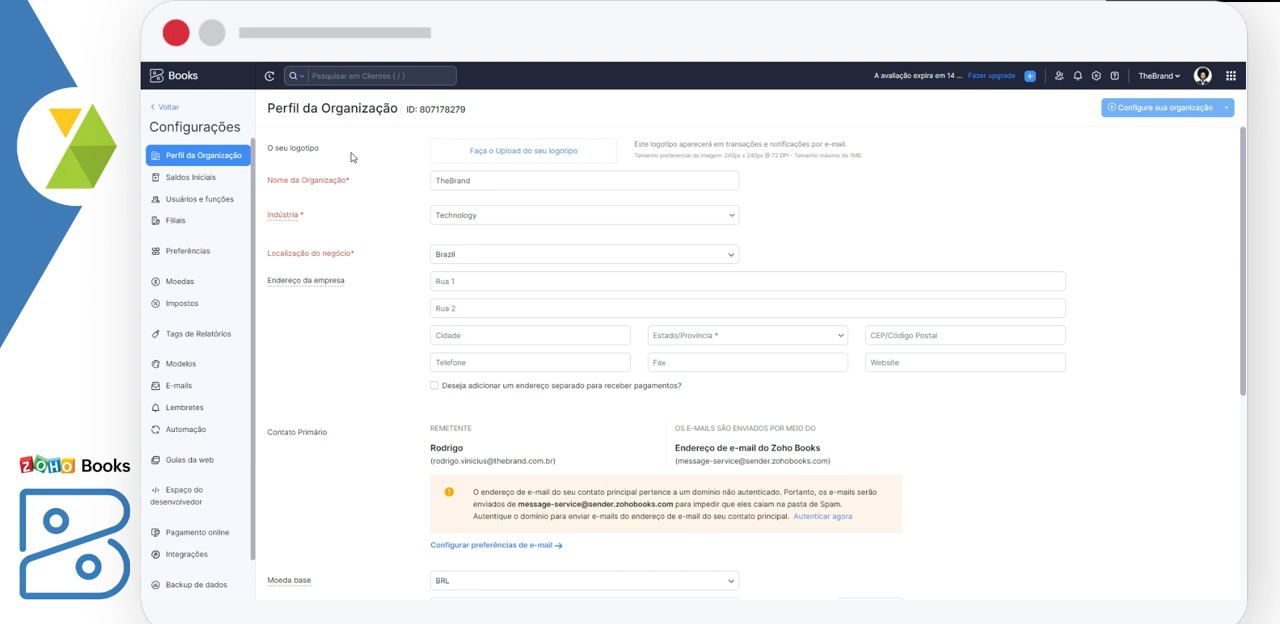 Books
Pesquisar em Clientes ( / )
A avaliação expira em 14 ... Fazer upgrade
TheBrand
Voltar
Configurações
Perfil da Organização
Saldos Iniciais
Usuários e funções
Filiais
Preferências
Moedas
Impostos
Tags de Relatórios
Modelos
E-mails
Lembretes
Automação
Guias da web
Espaço do
desenvolvedor
Pagamento online
Integrações
Backup de dados
Perfil da Organização ID: 807178279
Configure sua organização
O seu logotipo
Faça o Upload do seu logotipo
Este logotipo aparecerá em transações e notificações por e-mail.
Tamanho preferencial da imagem: 240px x 240px @ 72 DPI - Tamanho máximo de 1MB.
Nome da Organização*
TheBrand
Indústria *
Technology
Localização do negócio*
Brazil
Endereço da empresa
Rua 1
Rua 2
Cidade
Estado/Província *
CEP/Código Postal
Telefone
Fax
Website
Deseja adicionar um endereço separado para receber pagamentos?
Contato Primário
REMETENTE
Rodrigo
(rodrigo.vinicius@thebrand.com.br)
OS E-MAILS SÃO ENVIADOS POR MEIO DO
Endereço de e-mail do Zoho Books
(message-service@sender.zohobooks.com)
O endereço de e-mail do seu contato principal pertence a um domínio não autenticado. Portanto, os e-mails serão
enviados de message-service@sender.zohobooks.com para impedir que eles caiam na pasta de Spam.
Autentique o domínio para enviar e-mails do endereço de e-mail do seu contato principal. Autenticar agora
Configurar preferências de e-mail →
Moeda base
BRL
ZOHO Books